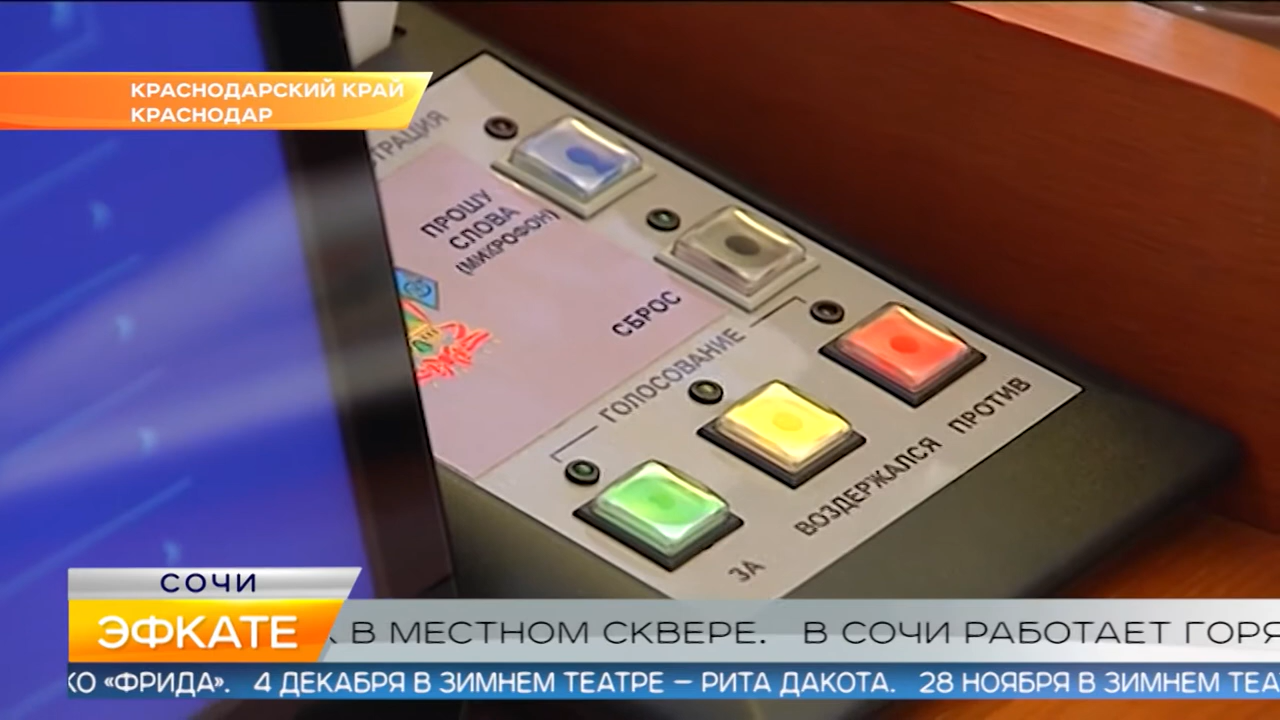 КРАСНОДАРСКИЙ КРАЙ
КРАСНОДАР
ПРОШУ
СЛОВА
(МИКРОФОН)
СБРОС
ГОЛОСОВАНИЕ
ЗА
ВОЗДЕРЖАЛСЯ
ПРОТИВ
СОЧИ
ЭФКАТЕ
В МЕСТНОМ СКВЕРЕ. В СОЧИ РАБОТАЕТ
«ФРИДА». 4 ДЕКАБРЯ В ЗИМНЕМ ТЕАТРЕ – РИТА ДАКОТА. 28 НОЯБРЯ В ЗИМНЕМ